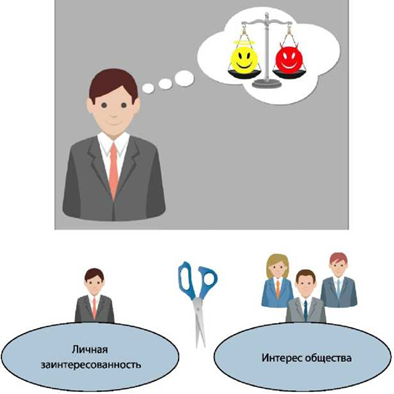 Личная
заинтересованность
Интерес общества